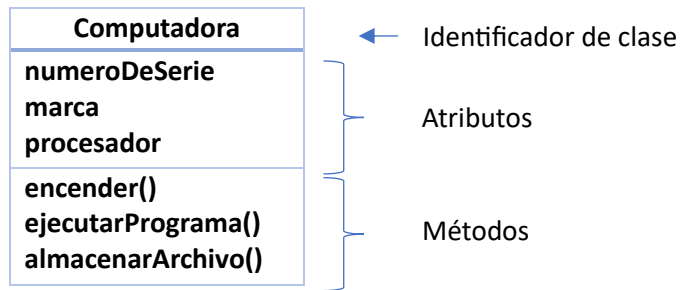 Computadora
Identificador de clase
numeroDeSerie
marca
procesador
Atributos
encender()
ejecutarPrograma()
almacenarArchivo()
Métodos